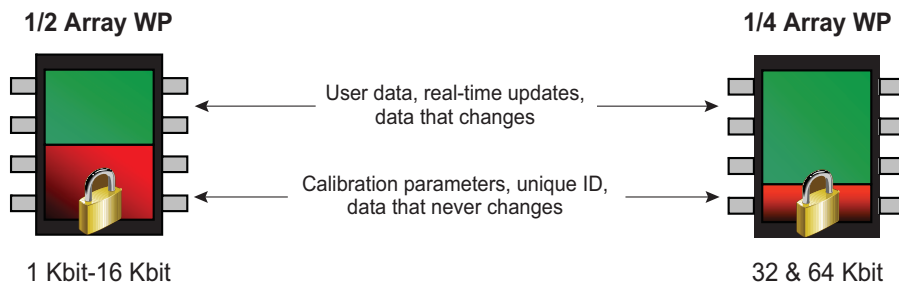 1/2 Array WP
1/4 Array WP
User data, real-time updates,
data that changes
Calibration parameters, unique ID,
data that never changes
1 Kbit-16 Kbit
32 & 64 Kbit